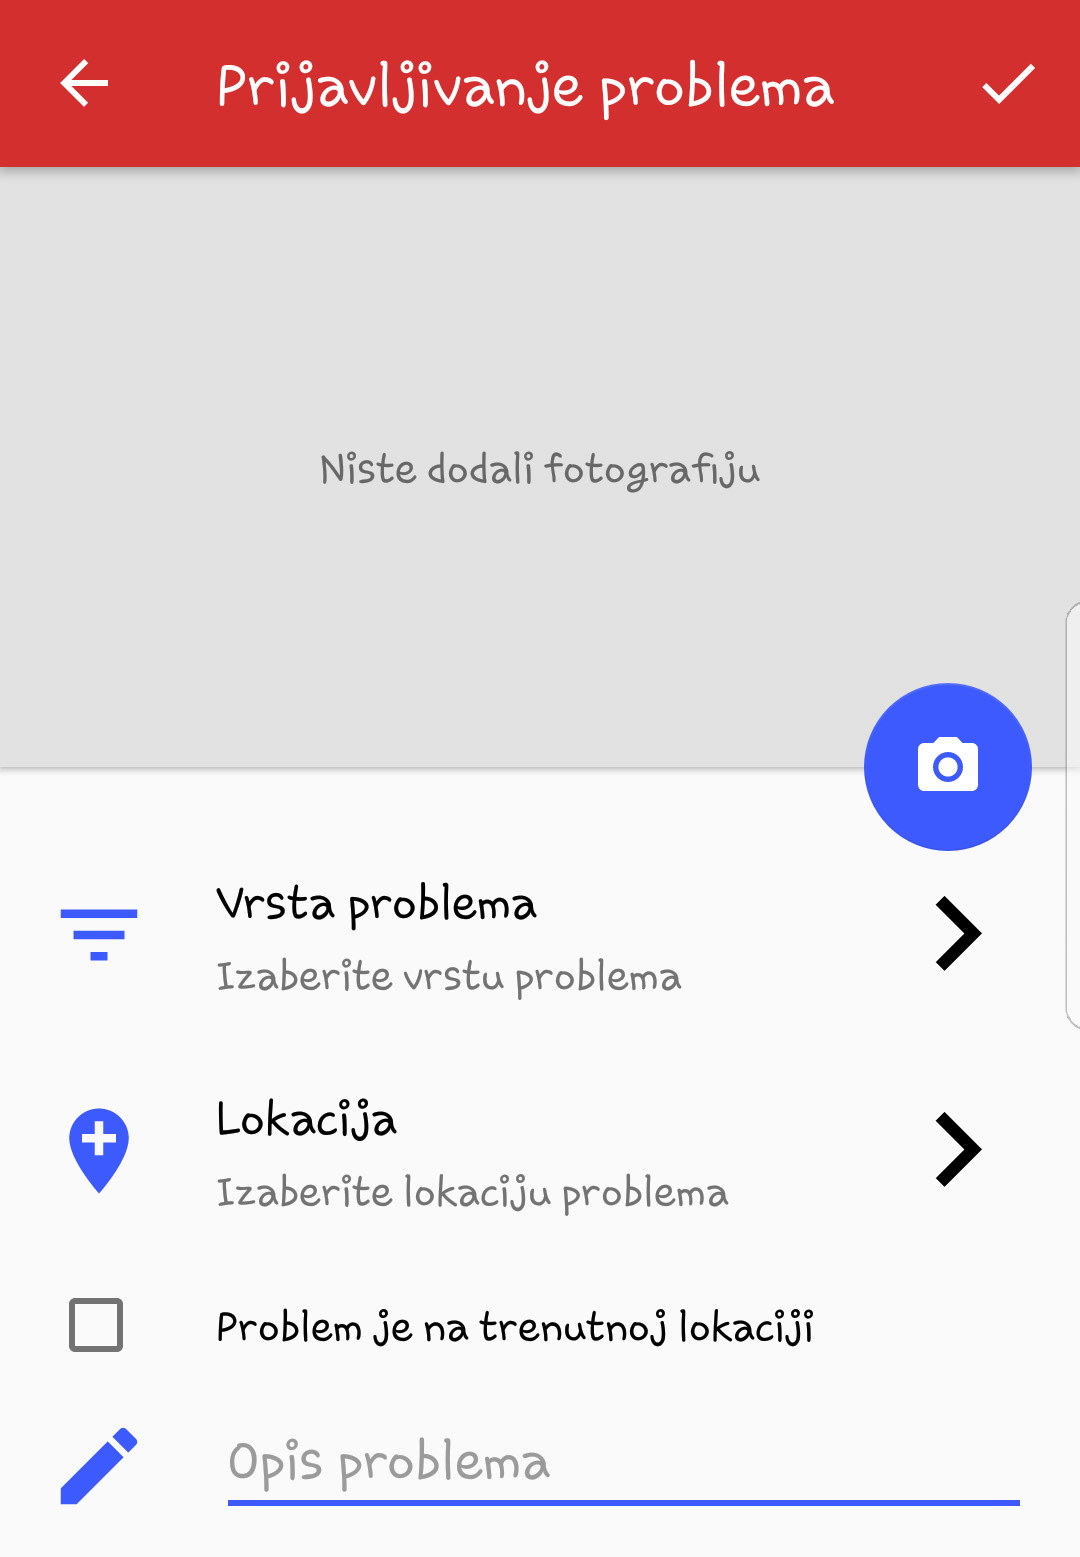 Prijavljivanje problema
Niste dodali fotografiju
Vrsta problema
Izaberite vrstu problema
Lokacija
Izaberite lokaciju problema
Problem je na trenutnoj lokaciji
Opis problema